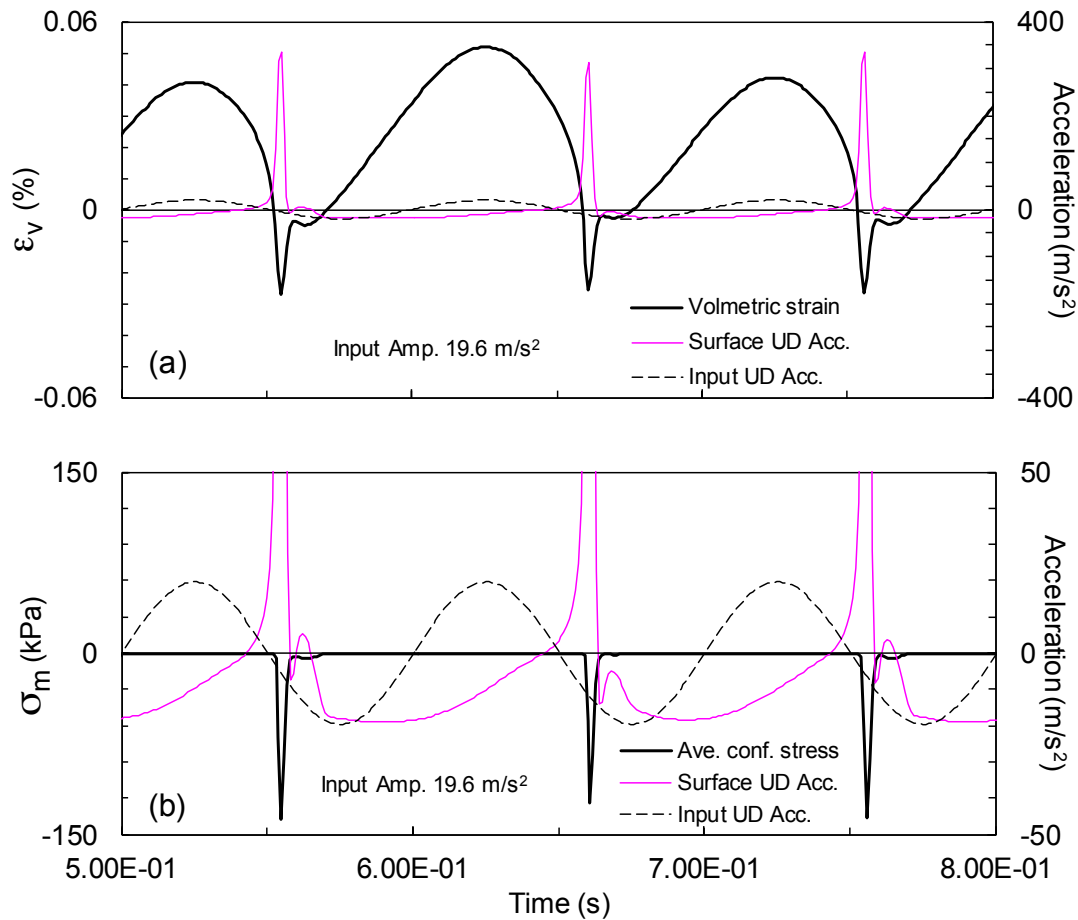 0.06
400
εv (%)
0
0
Acceleration (m/s²)
Volmetric strain
Surface UD Acc.
Input UD Acc.
Input Amp. 19.6 m/s²
(a)
-0.06
-400
150
50
σm (kPa)
0
0
Acceleration (m/s²)
Ave. conf. stress
Surface UD Acc.
Input UD Acc.
Input Amp. 19.6 m/s²
(b)
-150
-50
5.00E-01
6.00E-01
7.00E-01
8.00E-01
Time (s)